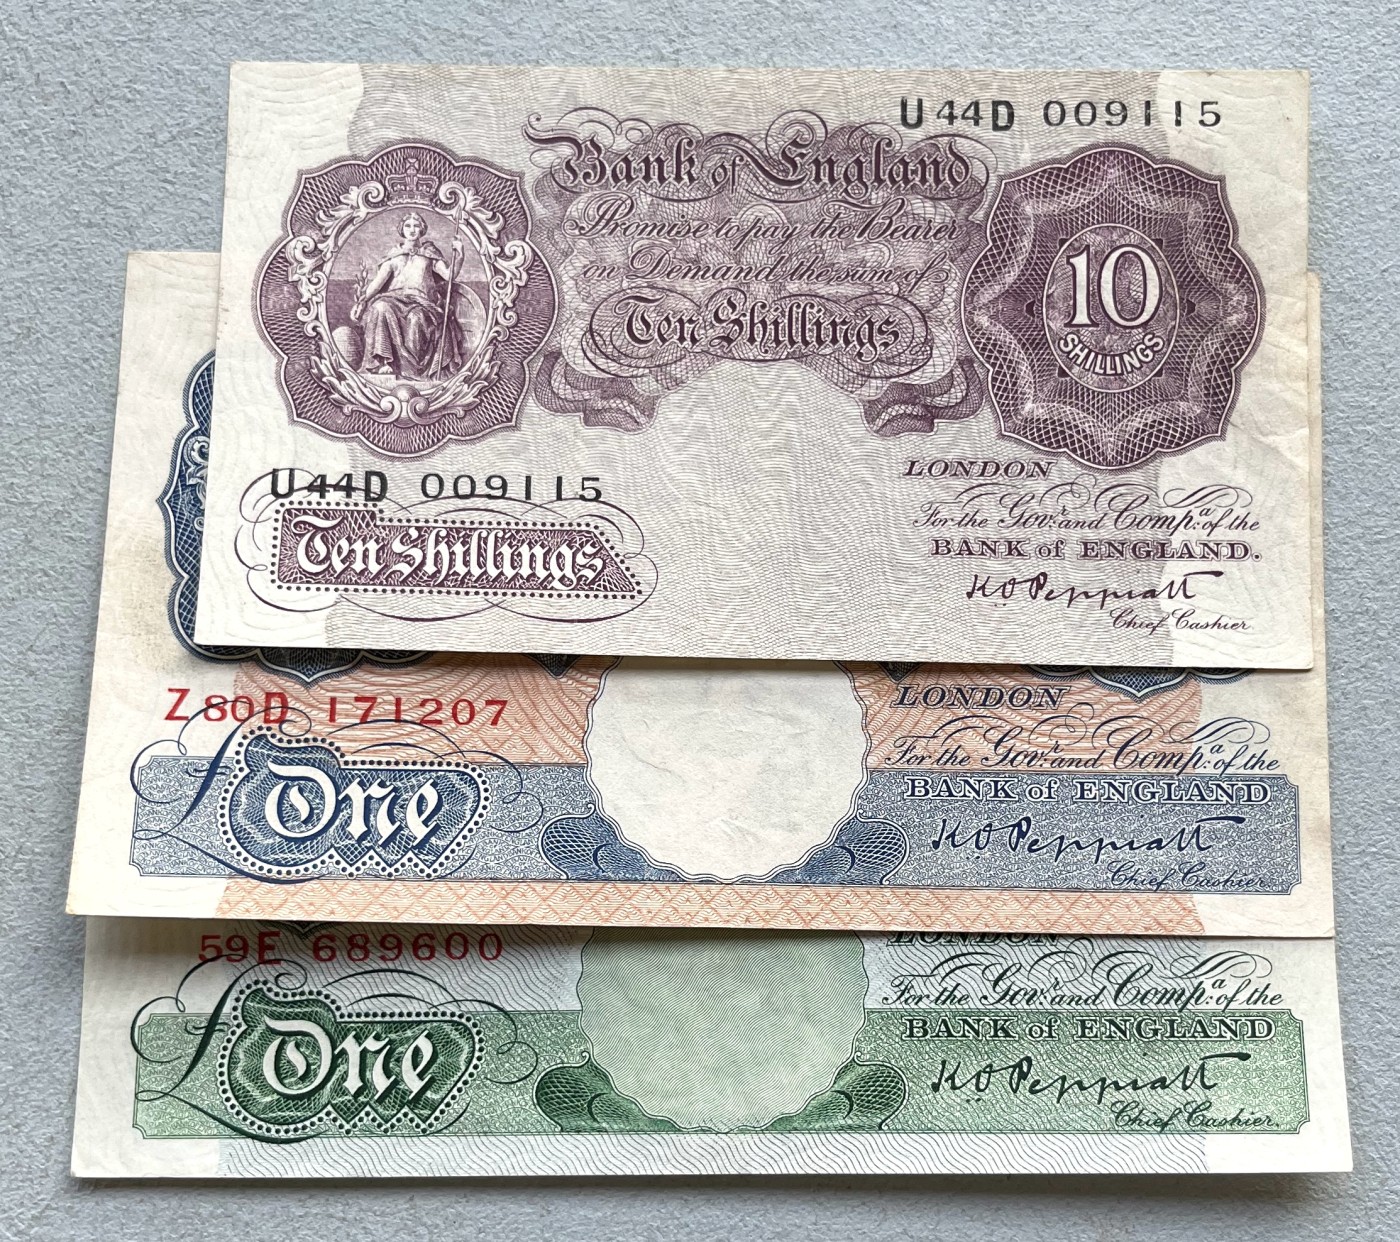 U44D 009115
Bank of England
Promise to pay the Bearer
on Demand the sum of
Ten Shillings
10
SHILLINGS
U44D 009115
Ten Shillings
LONDON
For the Govr. and Compa. of the
BANK of ENGLAND.
K O Peppiatt
Chief Cashier.
Z80D 171207
£One
LONDON
For the Govr. and Compa. of the
BANK of ENGLAND
K O Peppiatt
Chief Cashier.
59E 689600
£One
LONDON
For the Govr. and Compa. of the
BANK of ENGLAND
K O Peppiatt
Chief Cashier.